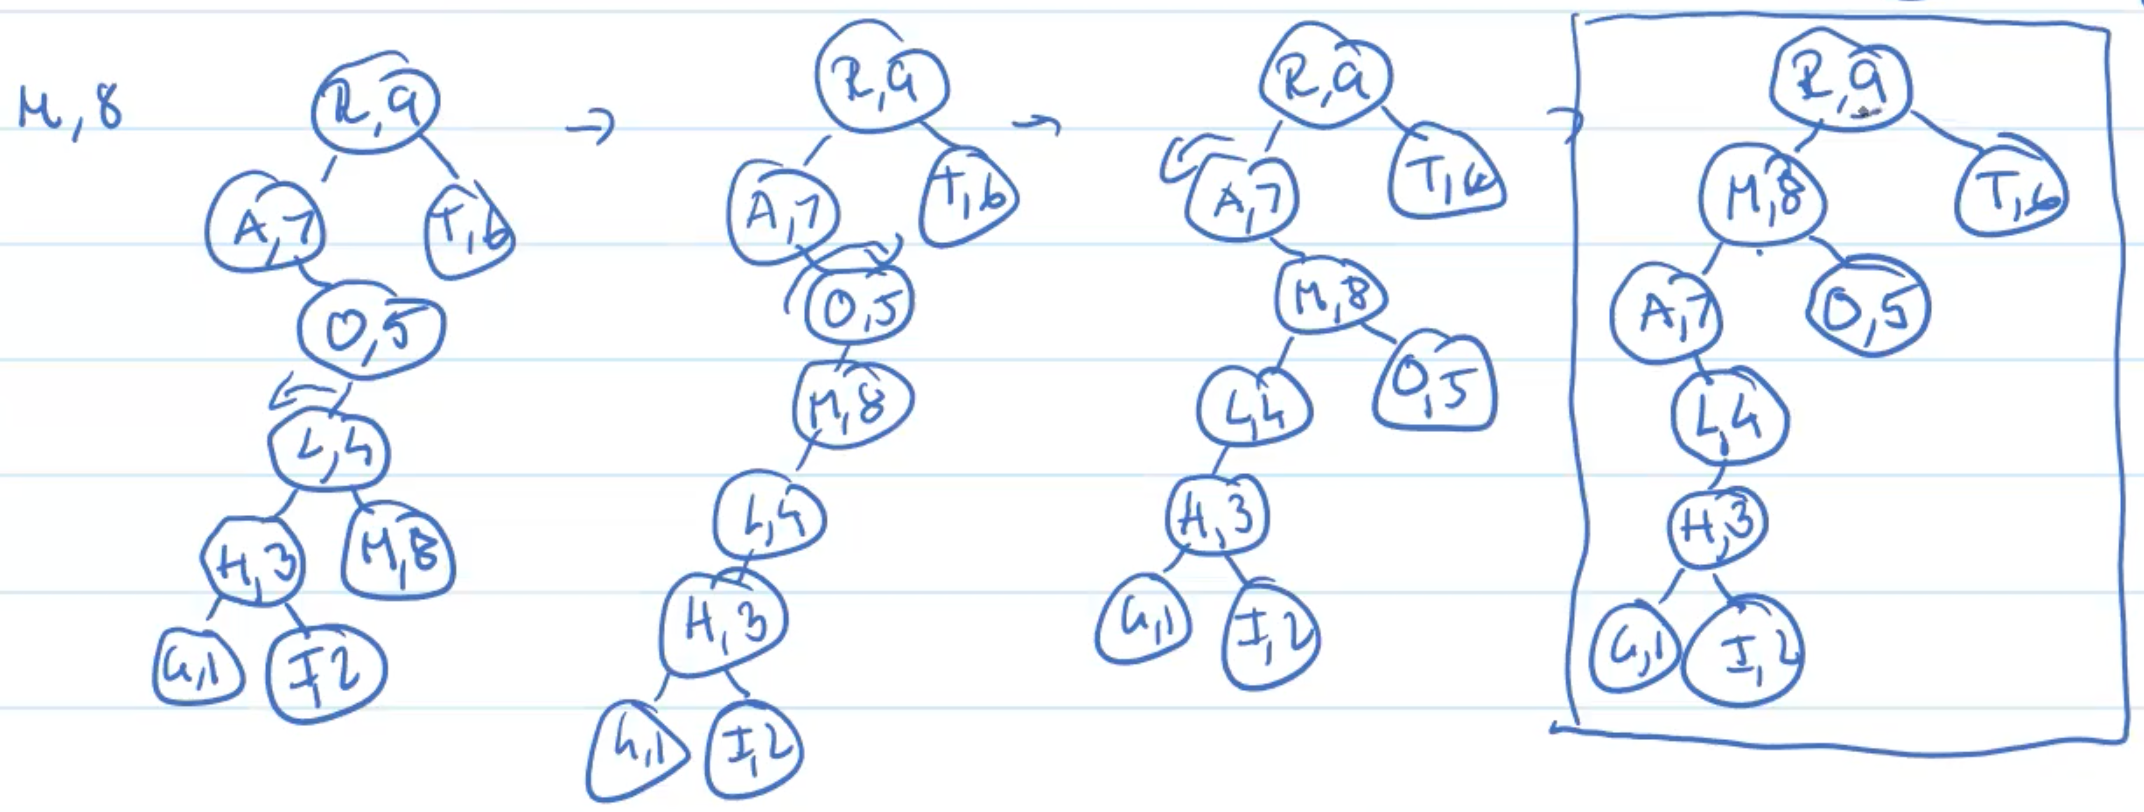 M,8
R,9 → R,9 → R,9 → R,9
A,7 T,6 A,7 T,6 A,7 T,6 M,8 T,6
O,5 O,5 M,8 A,7 O,5
L,4 M,8 L,4 O,5 L,4
H,3 M,8 L,4 H,3 H,3
G,1 I,2 H,3 G,1 I,2 G,1 I,2
G,1 I,2